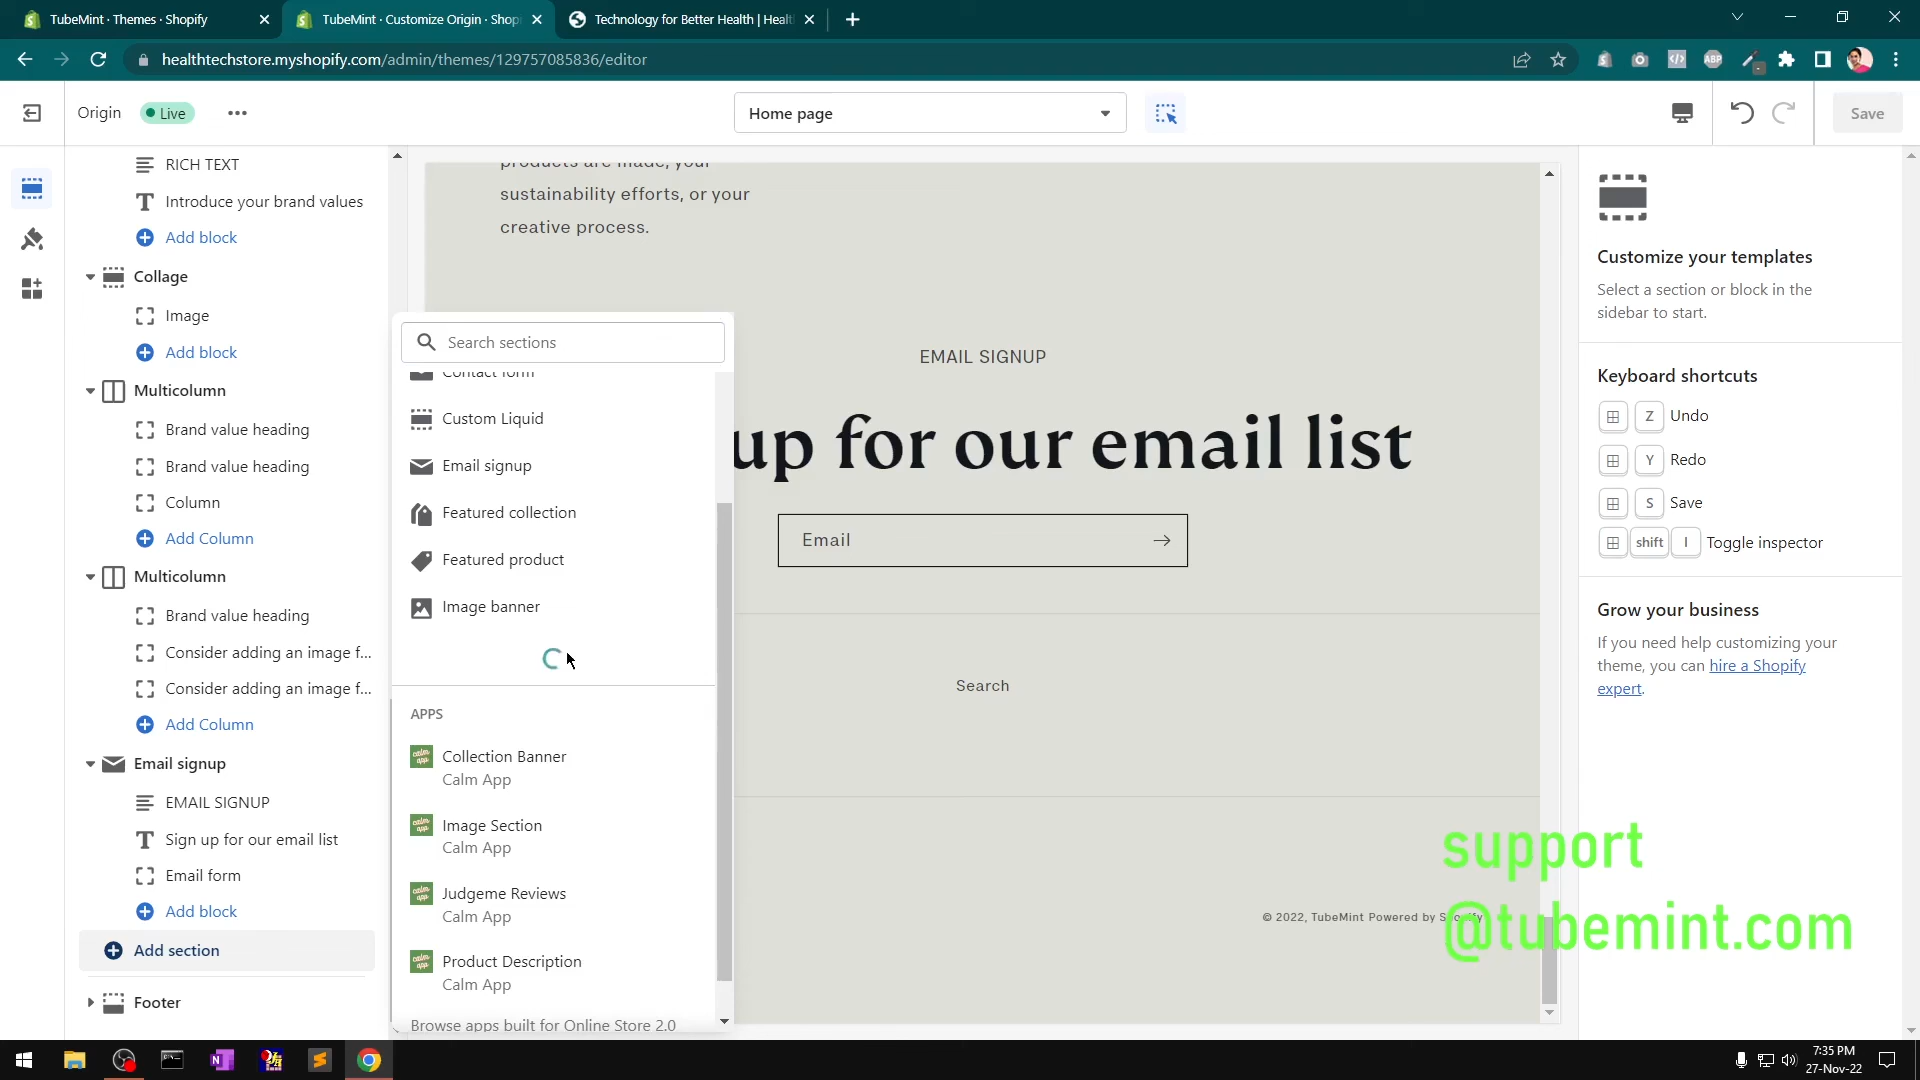 TubeMint · Themes · Shopify
TubeMint · Customize Origin · Shop
Technology for Better Health | Healt
healthtechstore.myshopify.com/admin/themes/129757085836/editor
ABP
Origin
Live
Home page
Save
RICH TEXT
Introduce your brand values
Add block
Collage
Image
Add block
Multicolumn
Brand value heading
Brand value heading
Column
Add Column
Multicolumn
Brand value heading
Consider adding an image f...
Consider adding an image f...
Add Column
Email signup
EMAIL SIGNUP
Sign up for our email list
Email form
Add block
Add section
Footer
Search sections
Contact form
Custom Liquid
Email signup
Featured collection
Featured product
Image banner
APPS
Collection Banner
Calm App
Image Section
Calm App
Judgeme Reviews
Calm App
Product Description
Calm App
Browse apps built for Online Store 2.0
products are made, your
sustainability efforts, or your
creative process.
EMAIL SIGNUP
up for our email list
Email
Search
© 2022, TubeMint Powered by Shopify
Customize your templates
Select a section or block in the
sidebar to start.
Keyboard shortcuts
Z Undo
Y Redo
S Save
shift I Toggle inspector
Grow your business
If you need help customizing your
theme, you can hire a Shopify
expert.
support
@tubemint.com
7:35 PM
27-Nov-22